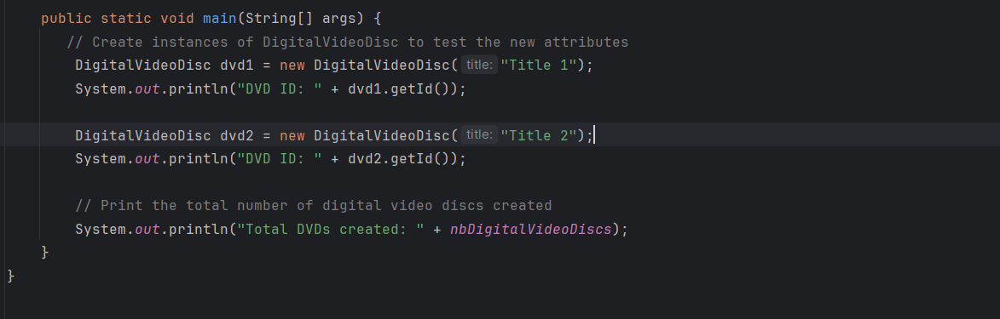 public static void main(String[] args) {
// Create instances of DigitalVideoDisc to test the new attributes
DigitalVideoDisc dvd1 = new DigitalVideoDisc( title: "Title 1");
System.out.println("DVD ID: " + dvd1.getId());
DigitalVideoDisc dvd2 = new DigitalVideoDisc( title: "Title 2");
System.out.println("DVD ID: " + dvd2.getId());
// Print the total number of digital video discs created
System.out.println("Total DVDs created: " + nbDigitalVideoDiscs);
}
}